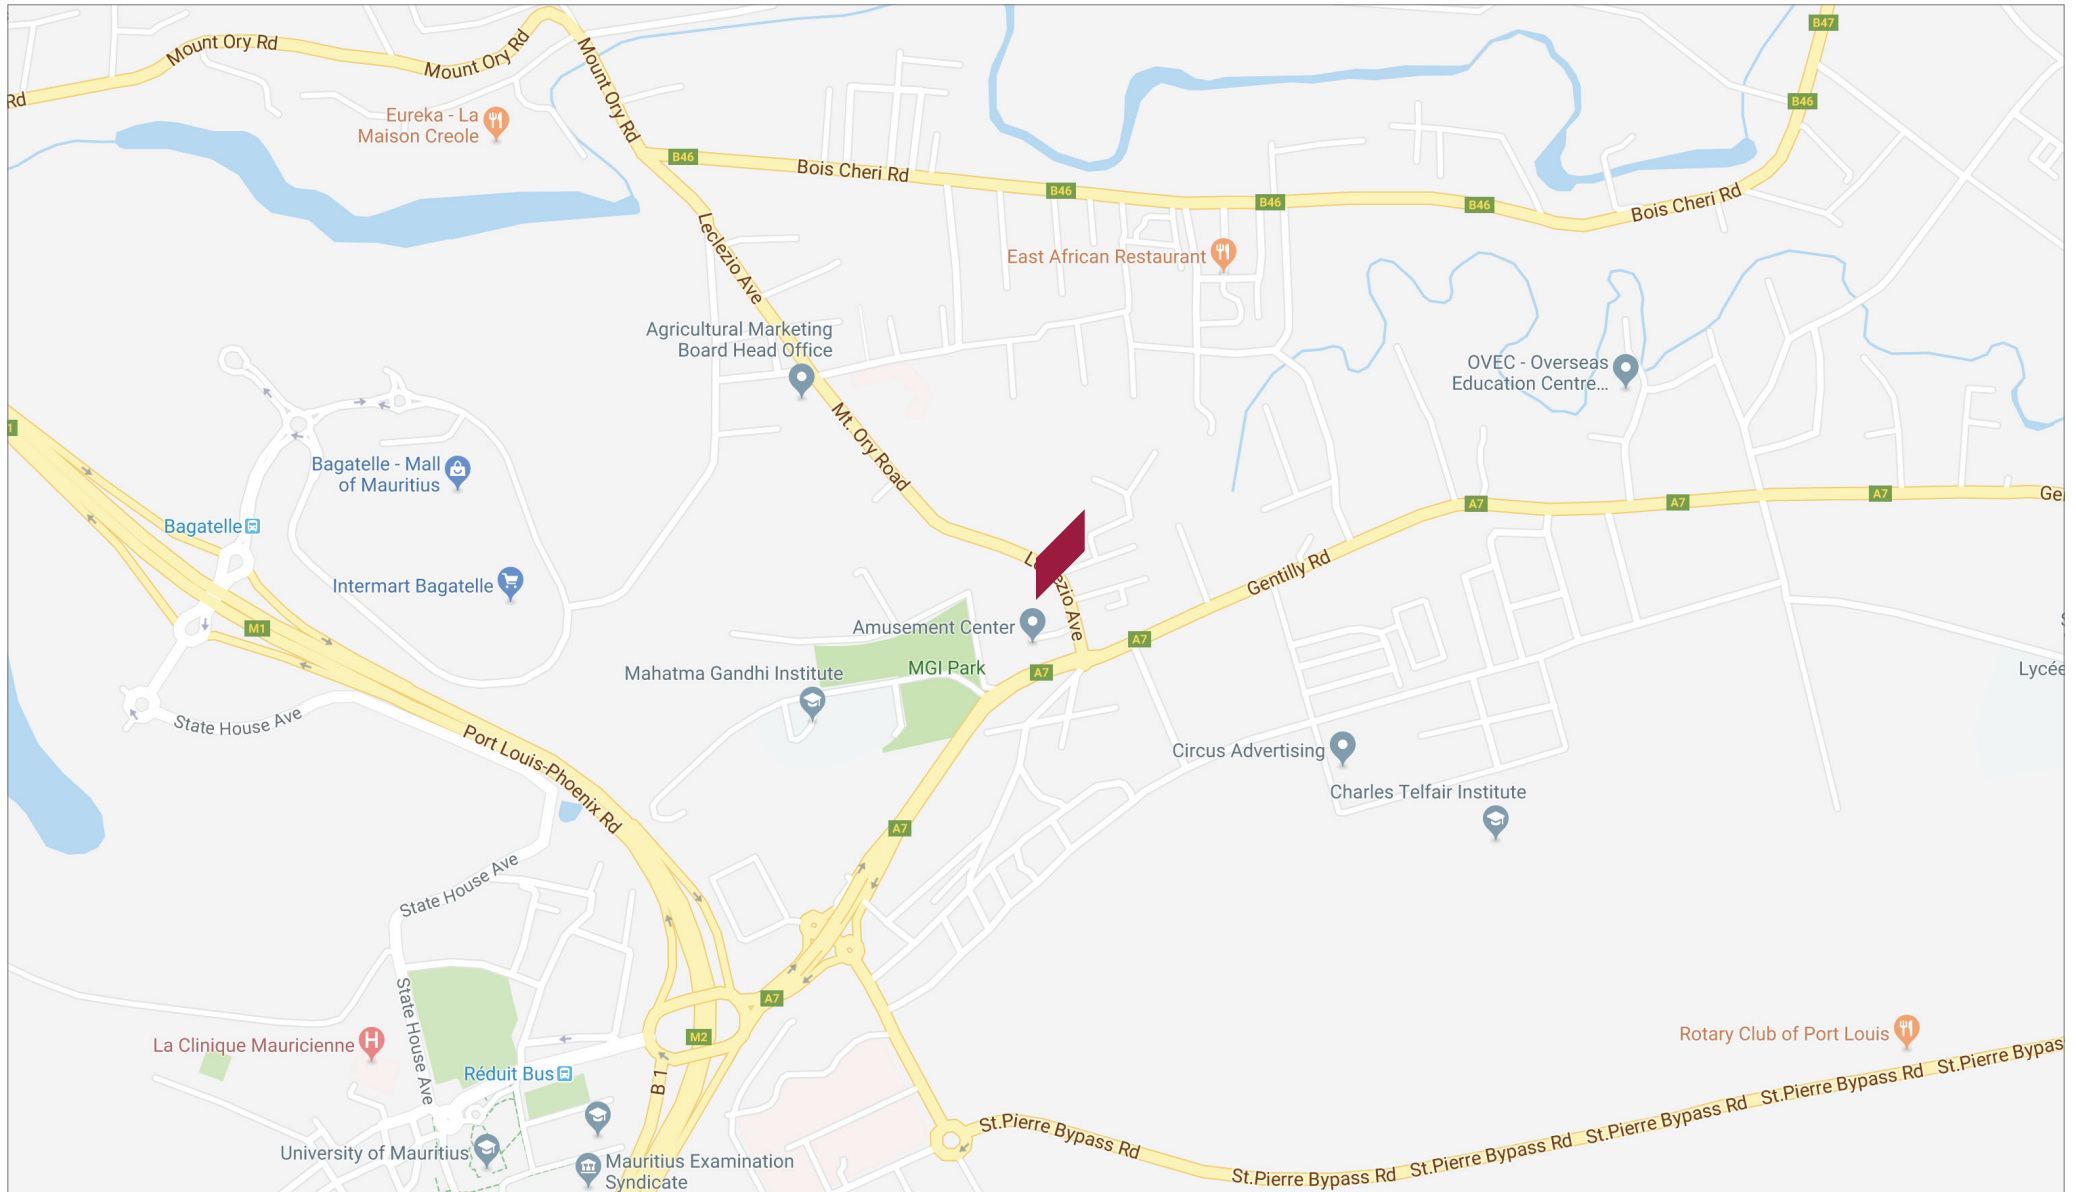 B47
Mount Ory Rd
Mount Ory Rd
Mount Ory Rd
Rd
B46
Eureka - La
Maison Creole
B46
Bois Cheri Rd
B46
B46
B46
Bois Cheri Rd
Leclezio Ave
East African Restaurant
Agricultural Marketing
Board Head Office
OVEC - Overseas
Education Centre...
Mt. Ory Road
1
Bagatelle - Mall
of Mauritius
A7
A7
A7
Ge
Bagatelle
Intermart Bagatelle
Gentilly Rd
ezio Ave
M1
Amusement Center
A7
MGI Park
A7
Mahatma Gandhi Institute
Lycée
State House Ave
Port Louis-Phoenix Rd
Circus Advertising
Charles Telfair Institute
A7
State House Ave
A7
State House Ave
M2
La Clinique Mauricienne
H
Rotary Club of Port Louis
Réduit Bus
B 1
St.Pierre Bypass Rd
St.Pierre Bypass Rd
St.Pierre Bypass Rd
St.Pierre Bypass Rd
St.Pierre Bypass Rd
St.Pierre Bypas
University of Mauritius
Mauritius Examination
Syndicate